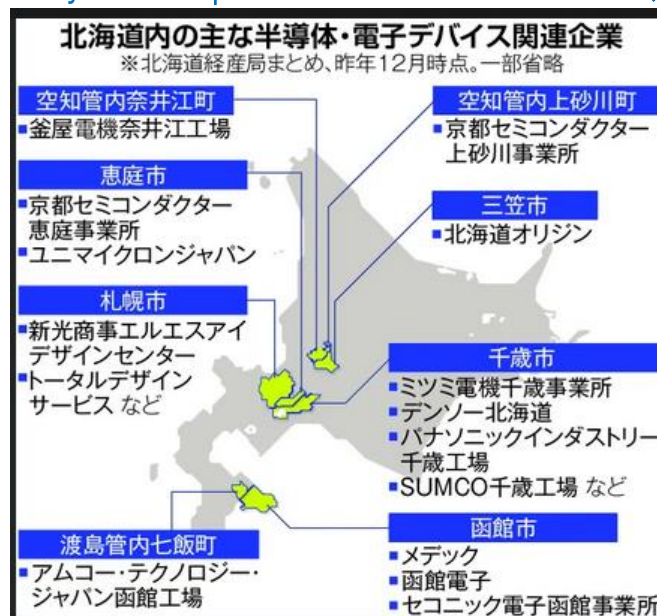 北海道内の主な半導体・電子デバイス関連企業
※北海道経産局まとめ、昨年12月時点。一部省略
空知管内奈井江町
■釜屋電機奈井江工場
恵庭市
■京都セミコンダクター
恵庭事業所
■ユニマイクロンジャパン
札幌市
■新光商事エルエスアイ
デザインセンター
■トータルデザイン
サービス など
渡島管内七飯町
■アムコー・テクノロジー・
ジャパン函館工場
空知管内上砂川町
■京都セミコンダクター
上砂川事業所
三笠市
■北海道オリジン
千歳市
■ミツミ電機千歳事業所
■デンソー北海道
■パナソニックインダストリー
千歳工場
■SUMCO千歳工場 など
函館市
■メデック
■函館電子
■セコニック電子函館事業所